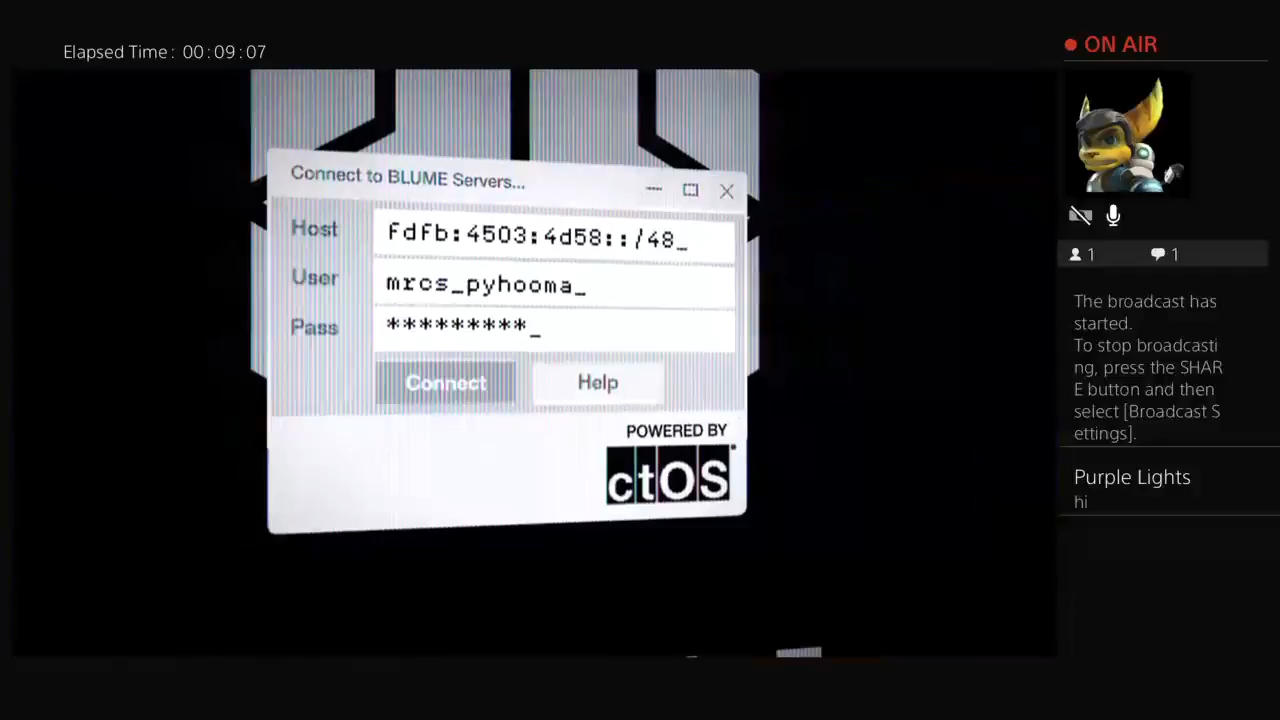 Elapsed Time: 00:09:07
ON AIR
Connect to BLUME Servers...
Host
fdfb:4503:4d58::/48_
User
mrcs_pyhooma_
Pass
*********_
Connect
Help
POWERED BY
ctOS
1
1
The broadcast has
started.
To stop broadcasti
ng, press the SHAR
E button and then
select [Broadcast S
ettings].
Purple Lights
hi